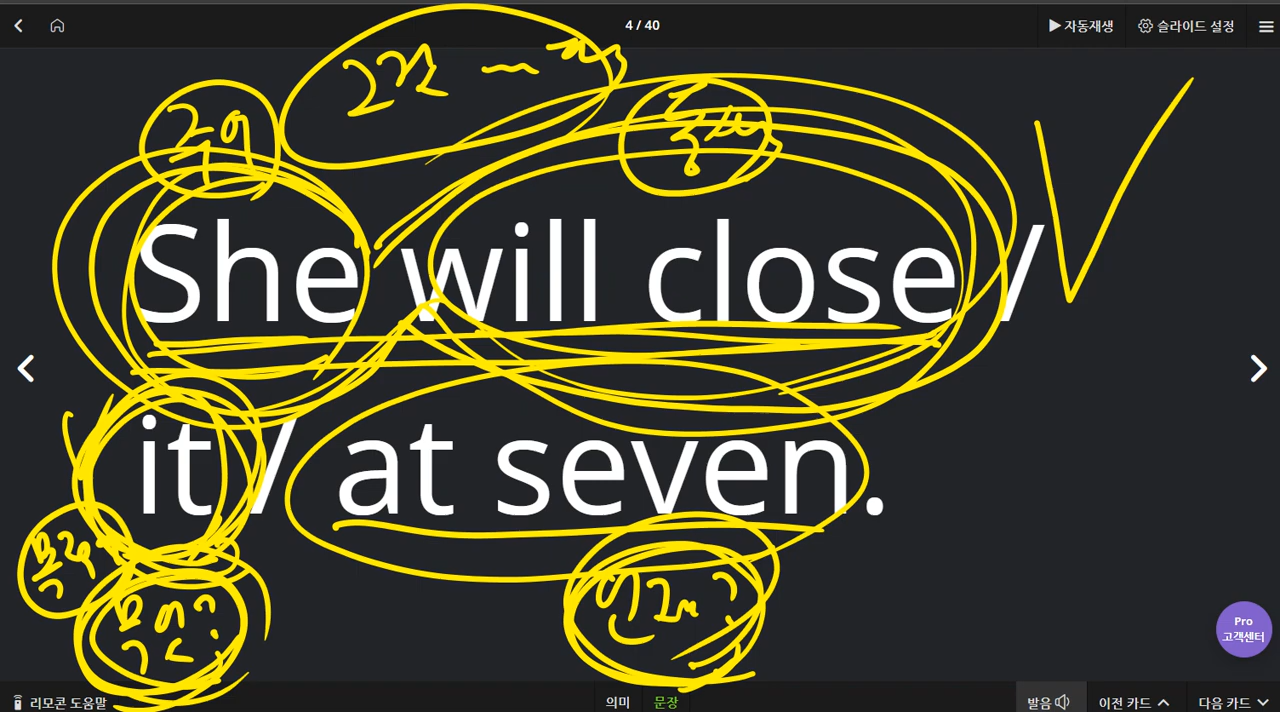 4 / 40
자동재생
슬라이드 설정
주어
동사
She will close /
it / at seven.
목적
무엇?
언제?
Pro
고객센터
리모콘 도움말
의미
문장
발음
이전 카드
다음 카드